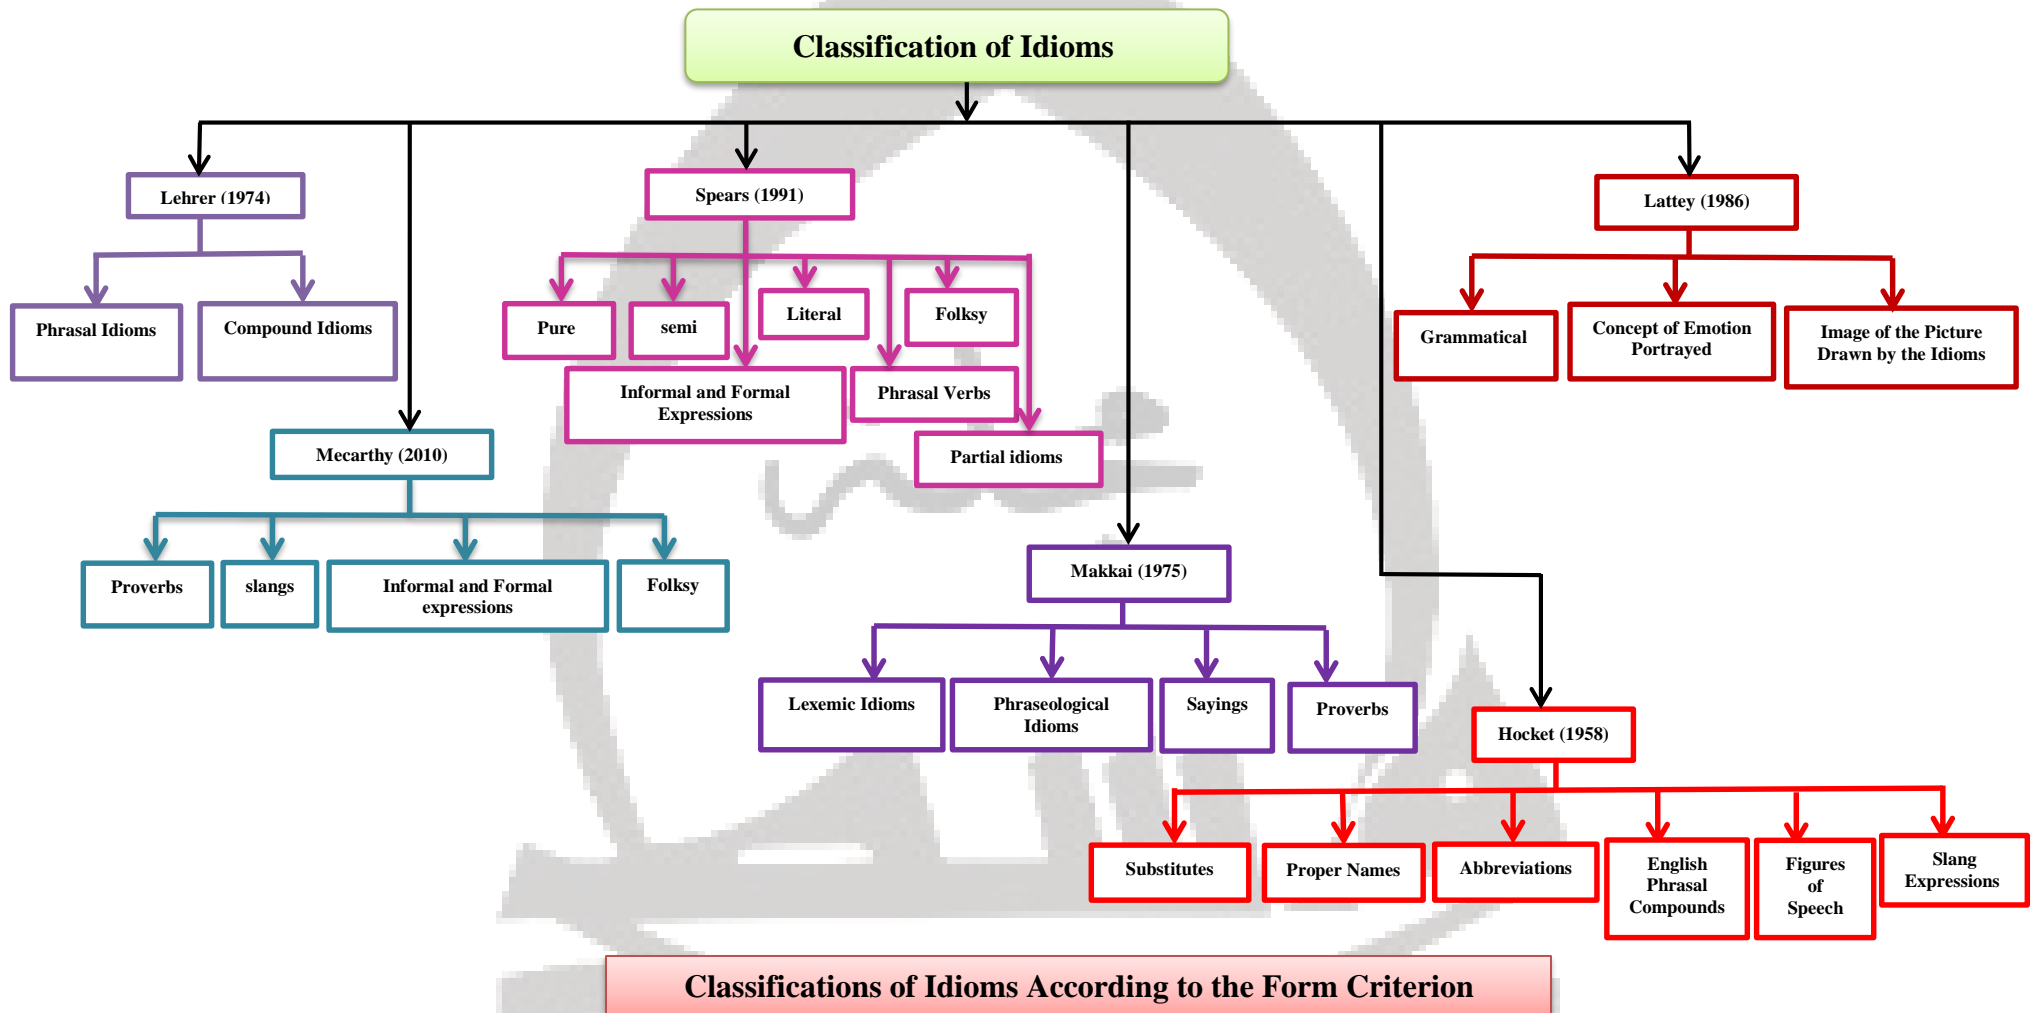 Classification of Idioms
Lehrer (1974)
Phrasal Idioms
Compound Idioms
Mecarthy (2010)
Proverbs
slangs
Informal and Formal
expressions
Folksy
Spears (1991)
Pure
semi
Literal
Folksy
Informal and Formal
Expressions
Phrasal Verbs
Partial idioms
Makkai (1975)
Lexemic Idioms
Phraseological
Idioms
Sayings
Proverbs
Lattey (1986)
Grammatical
Concept of Emotion
Portrayed
Image of the Picture
Drawn by the Idioms
Hocket (1958)
Substitutes
Proper Names
Abbreviations
English
Phrasal
Compounds
Figures
of
Speech
Slang
Expressions
Classifications of Idioms According to the Form Criterion